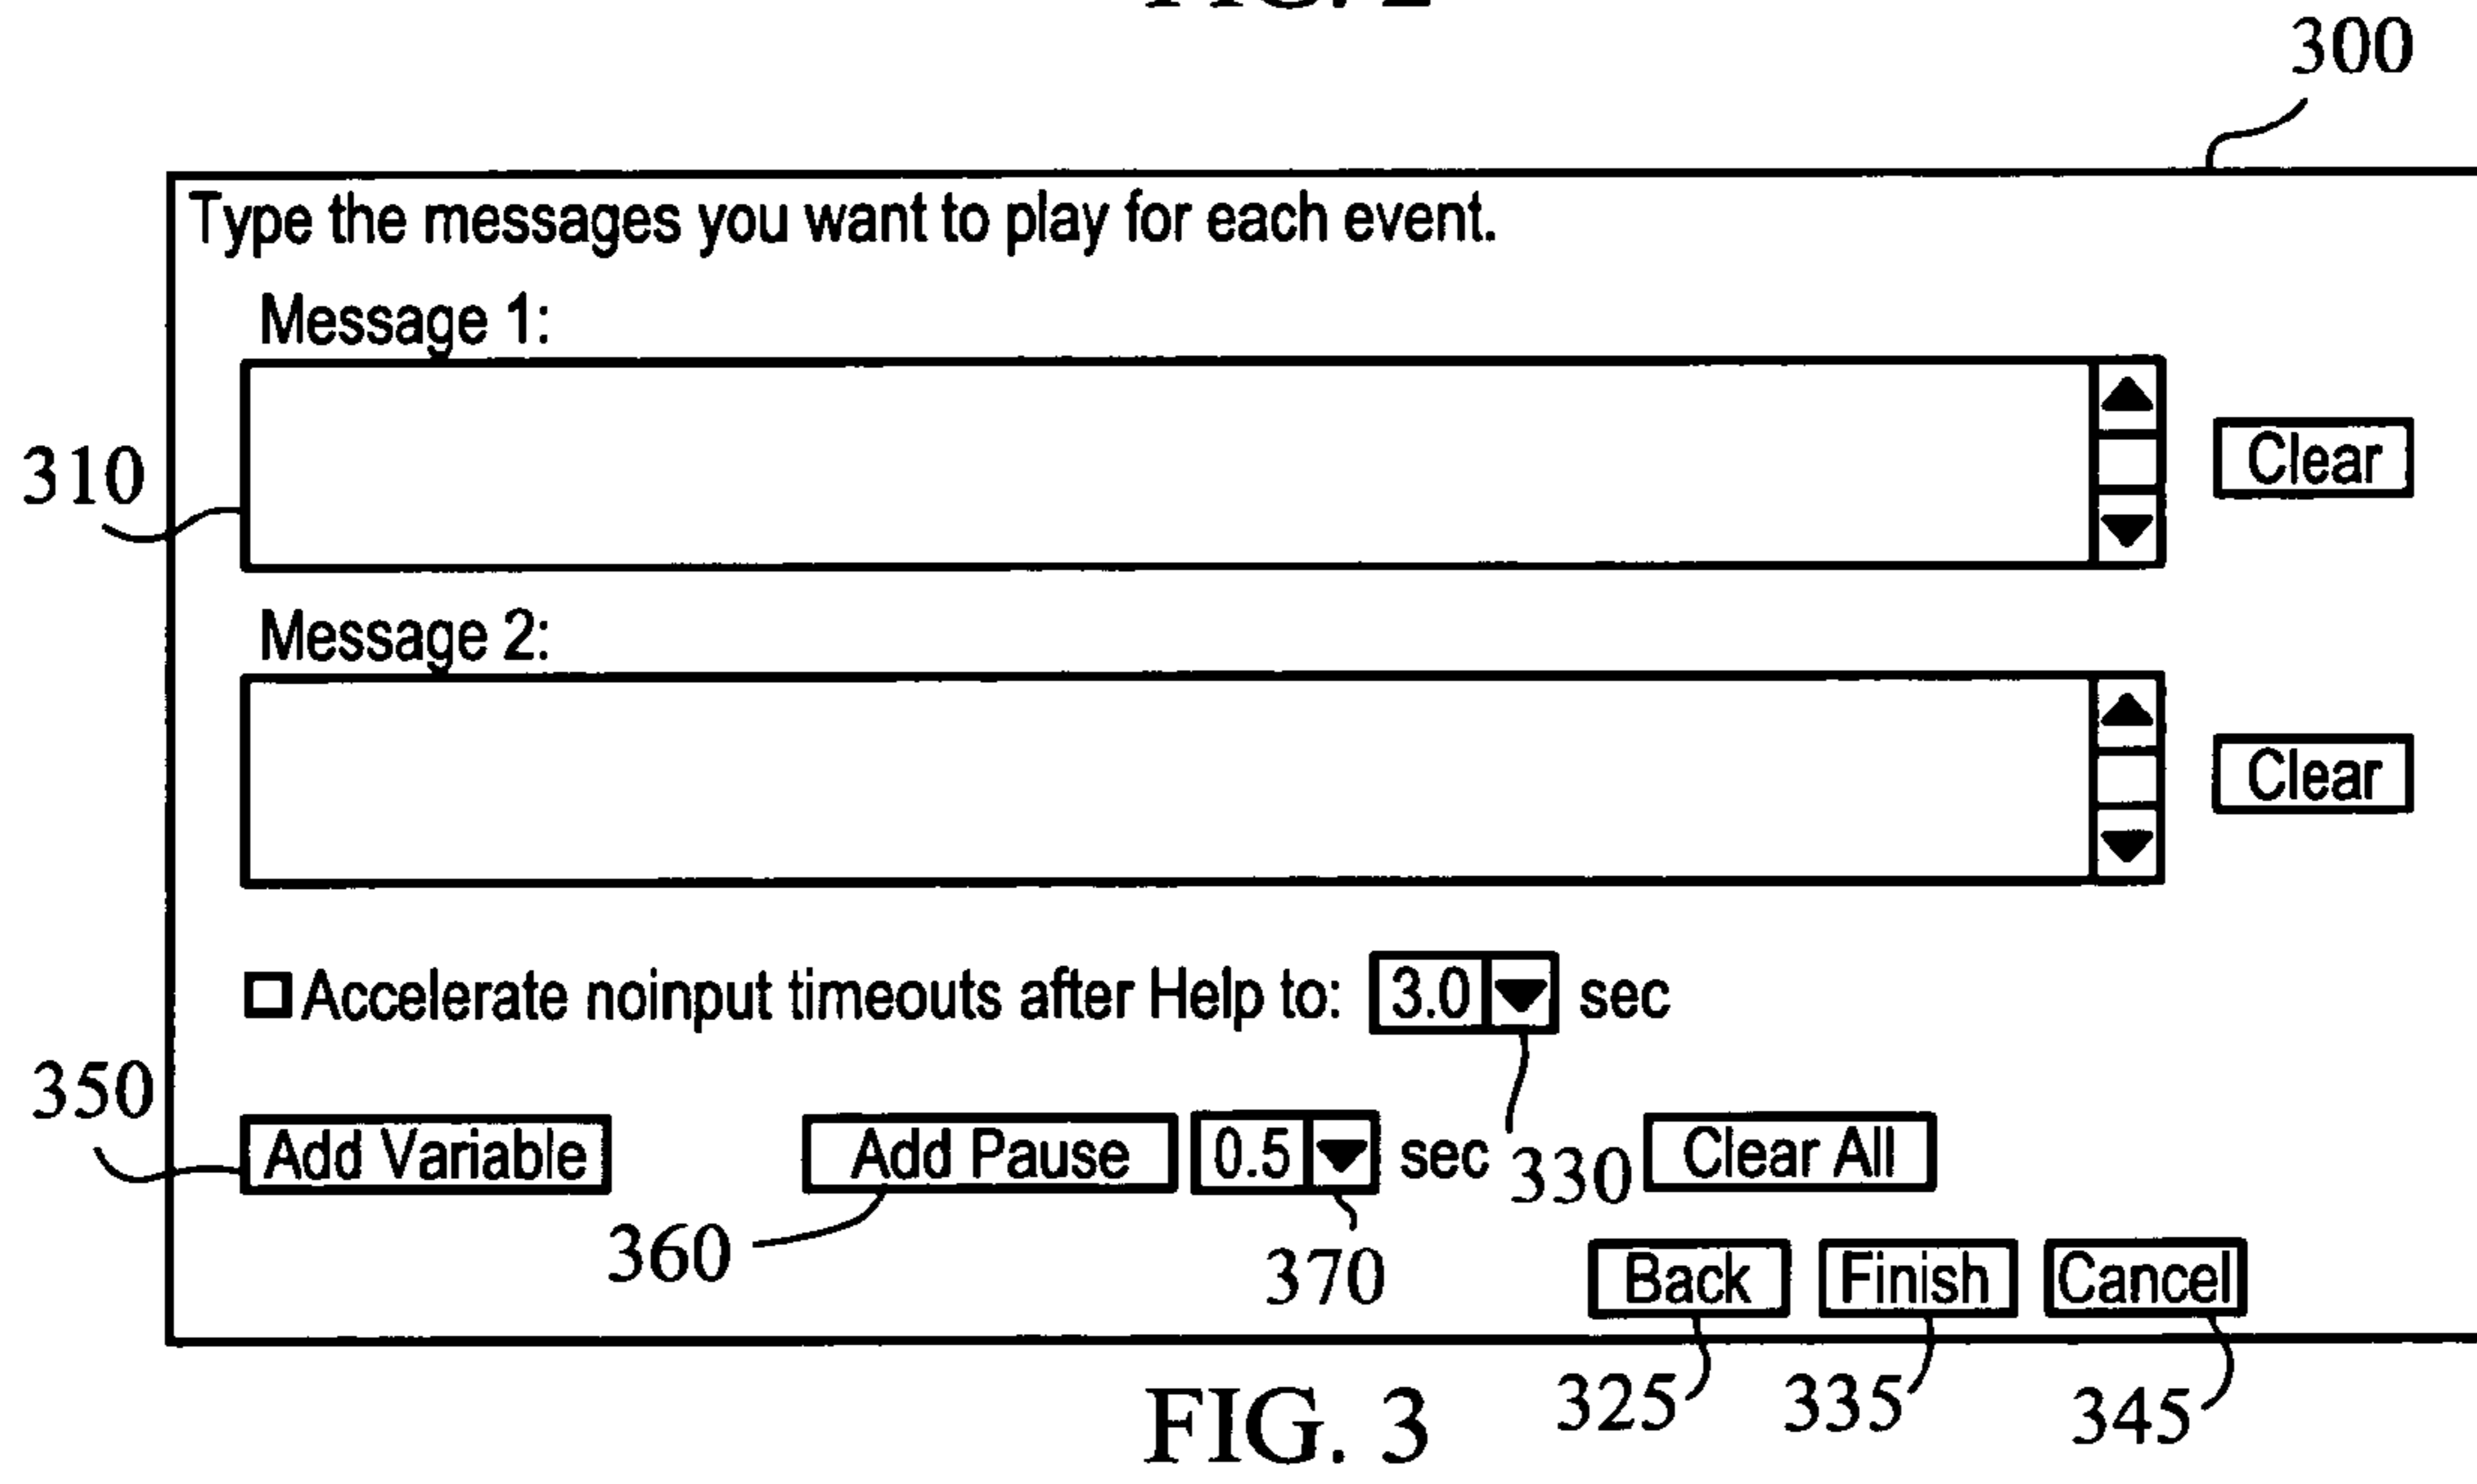 FIG. 2
300
Type the messages you want to play for each event.
Message 1:
310
Clear
Message 2:
Clear
Accelerate noinput timeouts after Help to: 3.0 sec
350
Add Variable Add Pause 0.5 sec 330 Clear All
360 370
Back Finish Cancel
325 335 345
FIG. 3